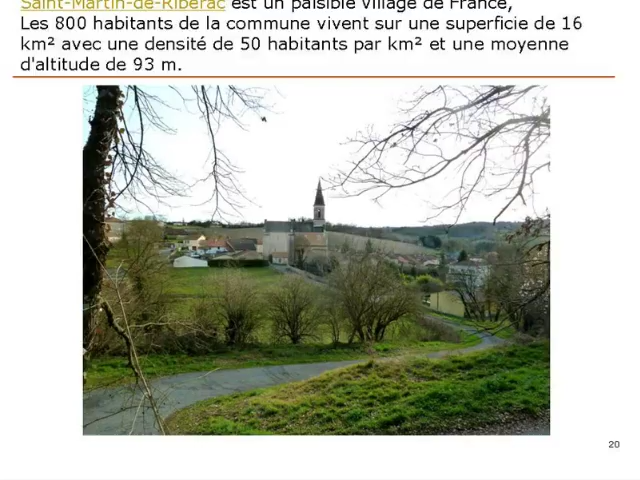 Saint-Martin-de-Ribérac est un paisible village de France,
Les 800 habitants de la commune vivent sur une superficie de 16
km² avec une densité de 50 habitants par km² et une moyenne
d'altitude de 93 m.
20